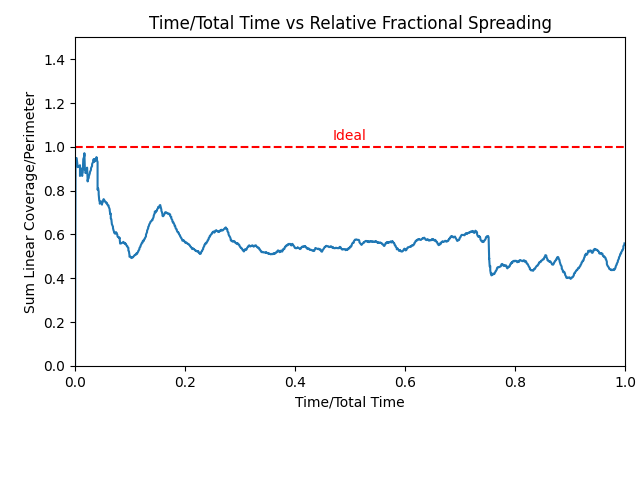 Time/Total Time vs Relative Fractional Spreading
1.4
1.2
Ideal
1.0
0.8
0.6
0.4
0.2
0.0
Sum Linear Coverage/Perimeter
0.0 0.2 0.4 0.6 0.8 1.0
Time/Total Time